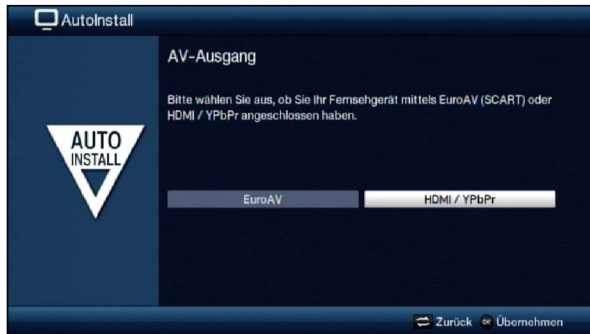 AutoInstall
AV-Ausgang
Bitte wählen Sie aus, ob Sie Ihr Fernsehgerät mittels EuroAV (SCART) oder
HDMI / YPbPr angeschlossen haben.
AUTO
INSTALL
EuroAV
HDMI / YPbPr
Zurück OK Übernehmen